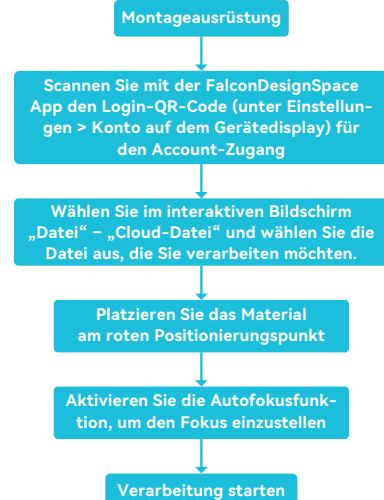 Montageausrüstung
Scannen Sie mit der FalconDesignSpace
App den Login-QR-Code (unter Einstellun-
gen > Konto auf dem Gerätedisplay) für
den Account-Zugang
Wählen Sie im interaktiven Bildschirm
„Datei“ – „Cloud-Datei“ und wählen Sie die
Datei aus, die Sie verarbeiten möchten.
Platzieren Sie das Material
am roten Positionierungspunkt
Aktivieren Sie die Autofokusfunk-
tion, um den Fokus einzustellen
Verarbeitung starten